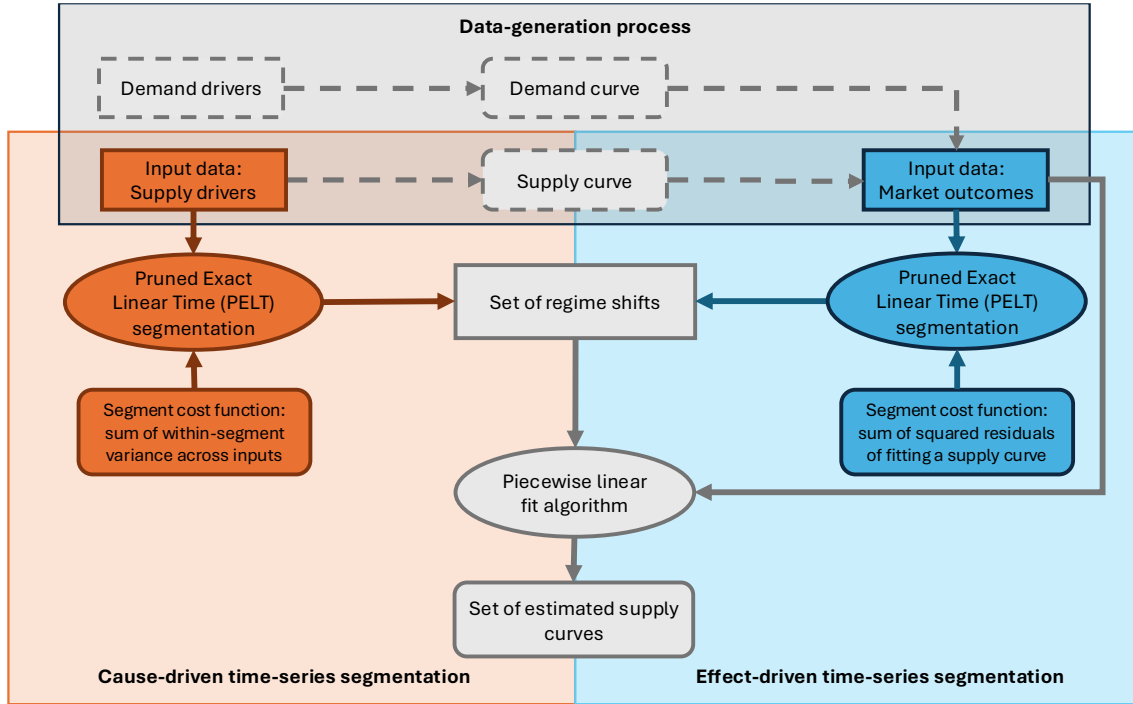 Data-generation process
Demand drivers
Demand curve
Input data:
Supply drivers
Supply curve
Input data:
Market outcomes
Pruned Exact
Linear Time (PELT)
segmentation
Set of regime shifts
Pruned Exact
Linear Time (PELT)
segmentation
Segment cost function:
sum of within-segment
variance across inputs
Segment cost function:
sum of squared residuals
of fitting a supply curve
Piecewise linear
fit algorithm
Set of estimated supply
curves
Cause-driven time-series segmentation
Effect-driven time-series segmentation